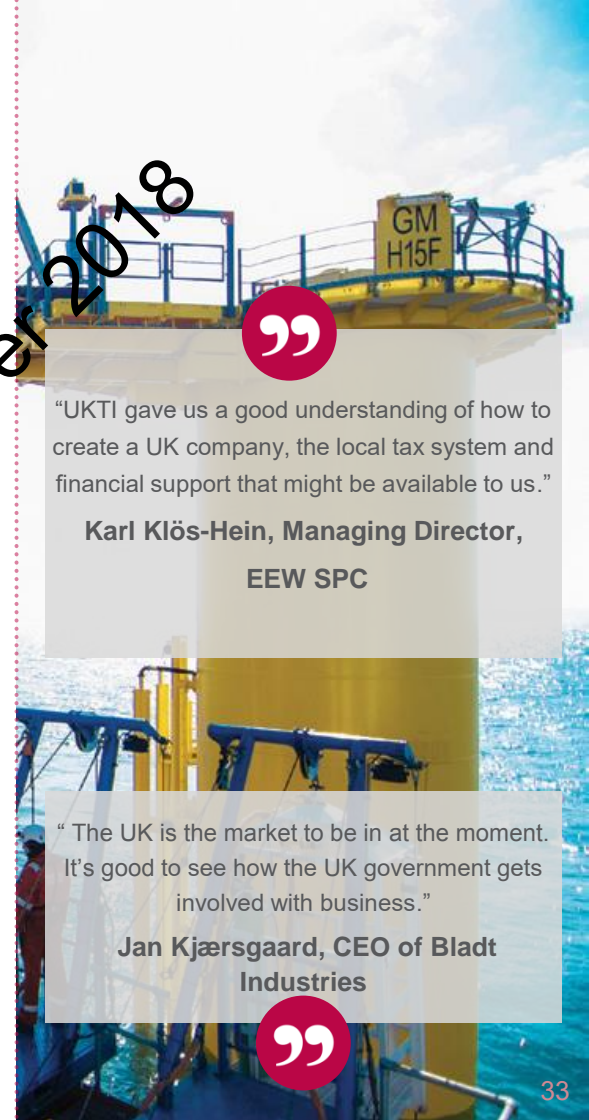 er 2018
GM
H15F
“UKTI gave us a good understanding of how to
create a UK company, the local tax system and
financial support that might be available to us.”
Karl Klös-Hein, Managing Director,
EEW SPC
“ The UK is the market to be in at the moment.
It’s good to see how the UK government gets
involved with business.”
Jan Kjærsgaard, CEO of Bladt
Industries
33